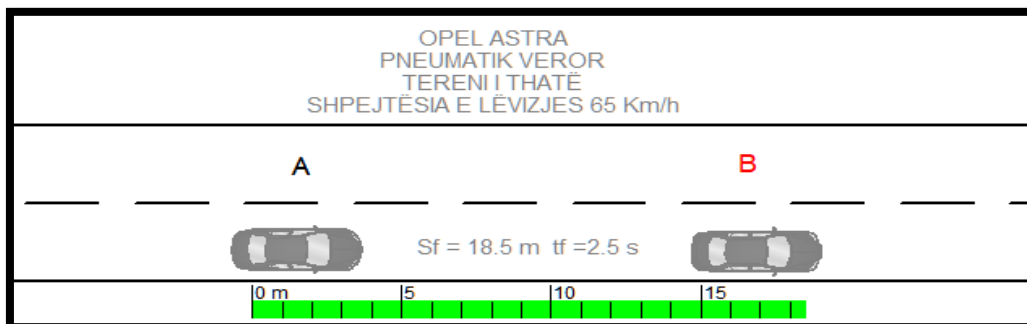 OPEL ASTRA
PNEUMATIK VEROR
TERENI I THATË
SHPEJTËSIA E LËVIZJES 65 Km/h
A B
Sf = 18.5 m tf =2.5 s
0 m 5 10 15